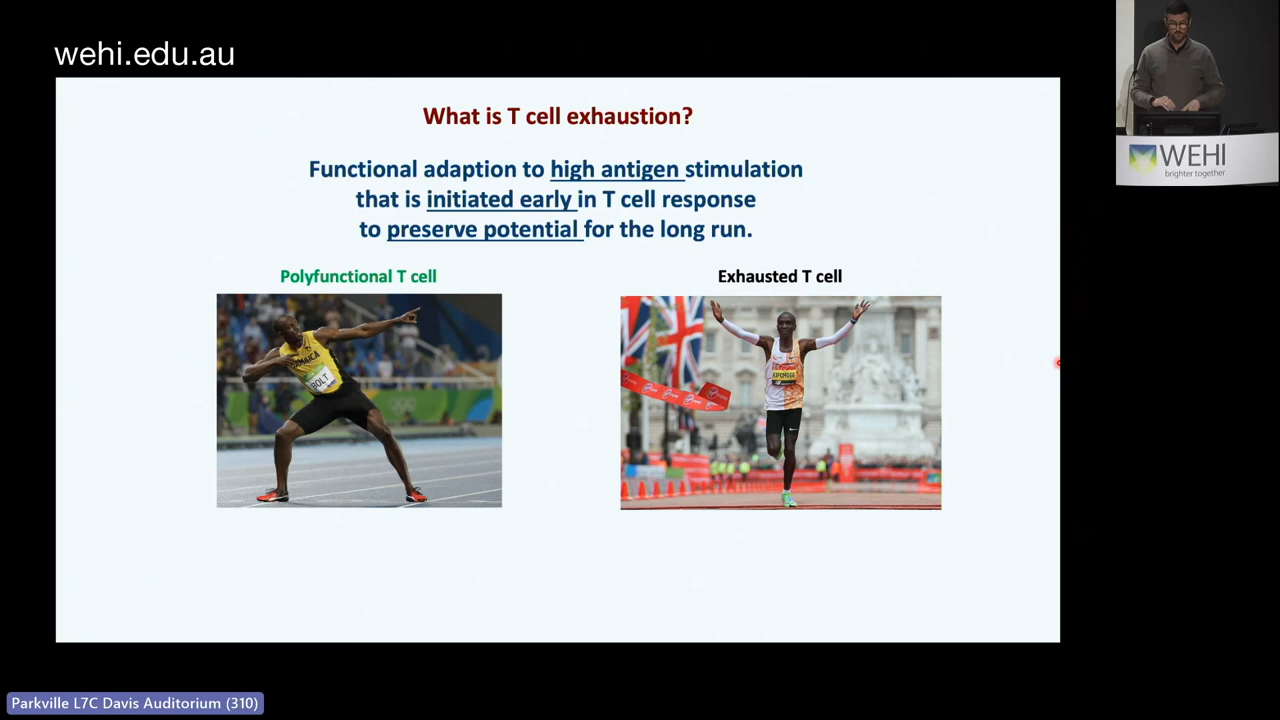 wehi.edu.au
What is T cell exhaustion?
Functional adaption to high antigen stimulation
that is initiated early in T cell response
to preserve potential for the long run.
Polyfunctional T cell
Exhausted T cell
JAMAICA
BOLT
KIPCHOGE
WEHI
brighter together
Parkville L7C Davis Auditorium (310)